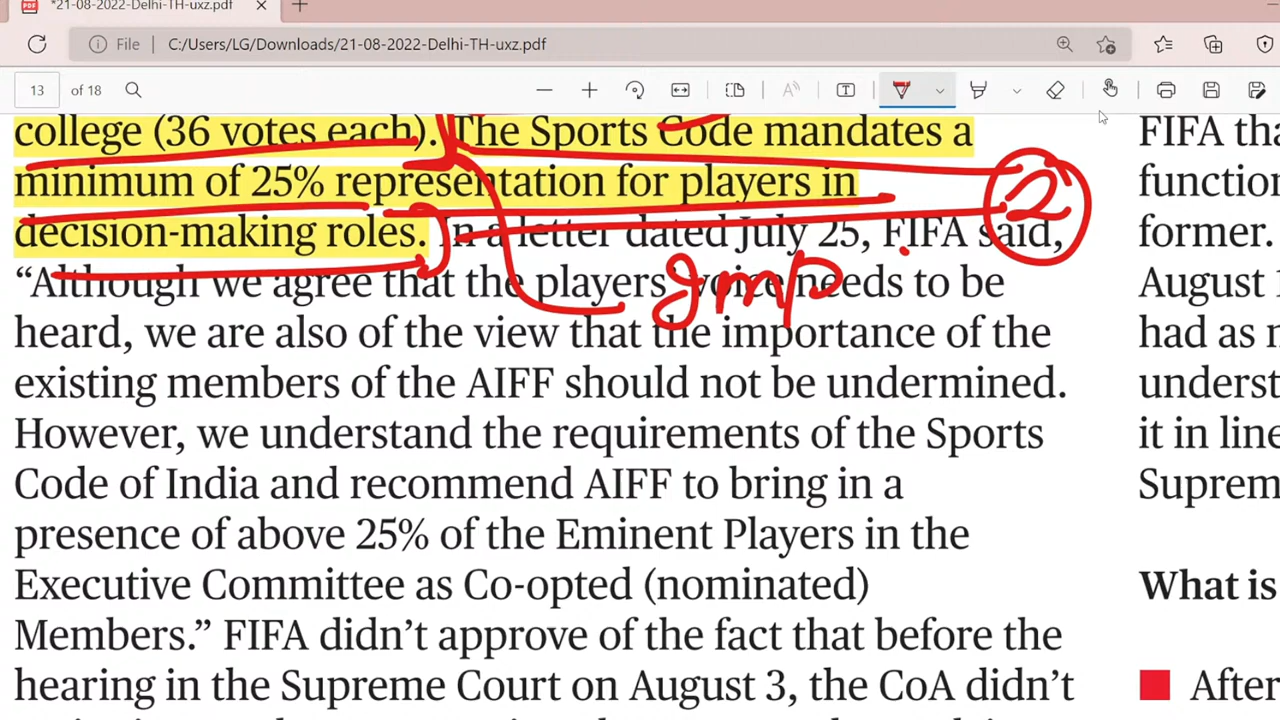 *21-08-2022-Delhi-TH-uxz.pdf
File C:/Users/LG/Downloads/21-08-2022-Delhi-TH-uxz.pdf
13 of 18
college (36 votes each). The Sports Code mandates a
minimum of 25% representation for players in
decision-making roles. In a letter dated July 25, FIFA said,
“Although we agree that the players’ voice needs to be
heard, we are also of the view that the importance of the
existing members of the AIFF should not be undermined.
However, we understand the requirements of the Sports
Code of India and recommend AIFF to bring in a
presence of above 25% of the Eminent Players in the
Executive Committee as Co-opted (nominated)
Members.” FIFA didn’t approve of the fact that before the
hearing in the Supreme Court on August 3, the CoA didn’t
2
Imp
FIFA tha
function
former.
August 1
had as
underst
it in line
Suprem
What is
After